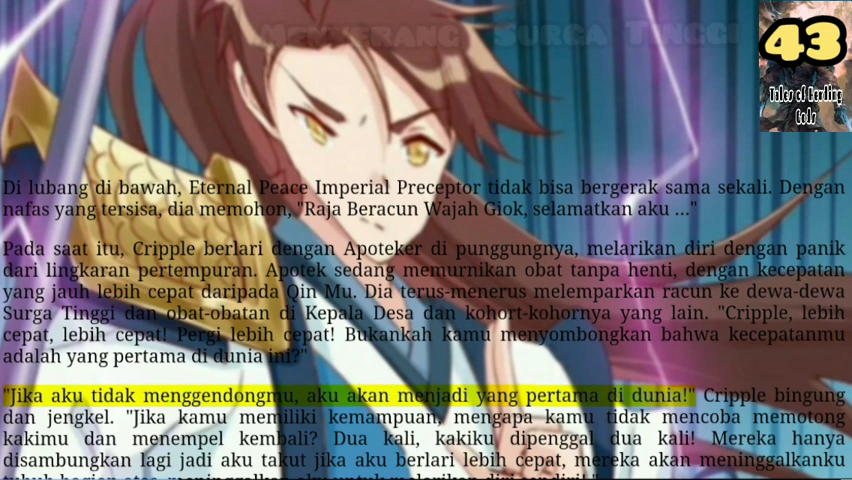 MENYERANG SURGA TINGGI
43
Tales of Herding
Gods
Di lubang di bawah, Eternal Peace Imperial Preceptor tidak bisa bergerak sama sekali. Dengan
nafas yang tersisa, dia memohon, "Raja Beracun Wajah Giok, selamatkan aku ..."
Pada saat itu, Cripple berlari dengan Apoteker di punggungnya, melarikan diri dengan panik
dari lingkaran pertempuran. Apotek sedang memurnikan obat tanpa henti, dengan kecepatan
yang jauh lebih cepat daripada Qin Mu. Dia terus-menerus melemparkan racun ke dewa-dewa
Surga Tinggi dan obat-obatan di Kepala Desa dan kohort-kohornya yang lain. "Cripple, lebih
cepat, lebih cepat! Pergi lebih cepat! Bukankah kamu menyombongkan bahwa kecepatanmu
adalah yang pertama di dunia ini?"
"Jika aku tidak menggendongmu, aku akan menjadi yang pertama di dunia!" Cripple bingung
dan jengkel. "Jika kamu memiliki kemampuan, mengapa kamu tidak mencoba memotong
kakimu dan menempel kembali? Dua kali, kakiku dipenggal dua kali! Mereka hanya
disambungkan lagi jadi aku takut jika aku berlari lebih cepat, mereka akan meninggalkanku